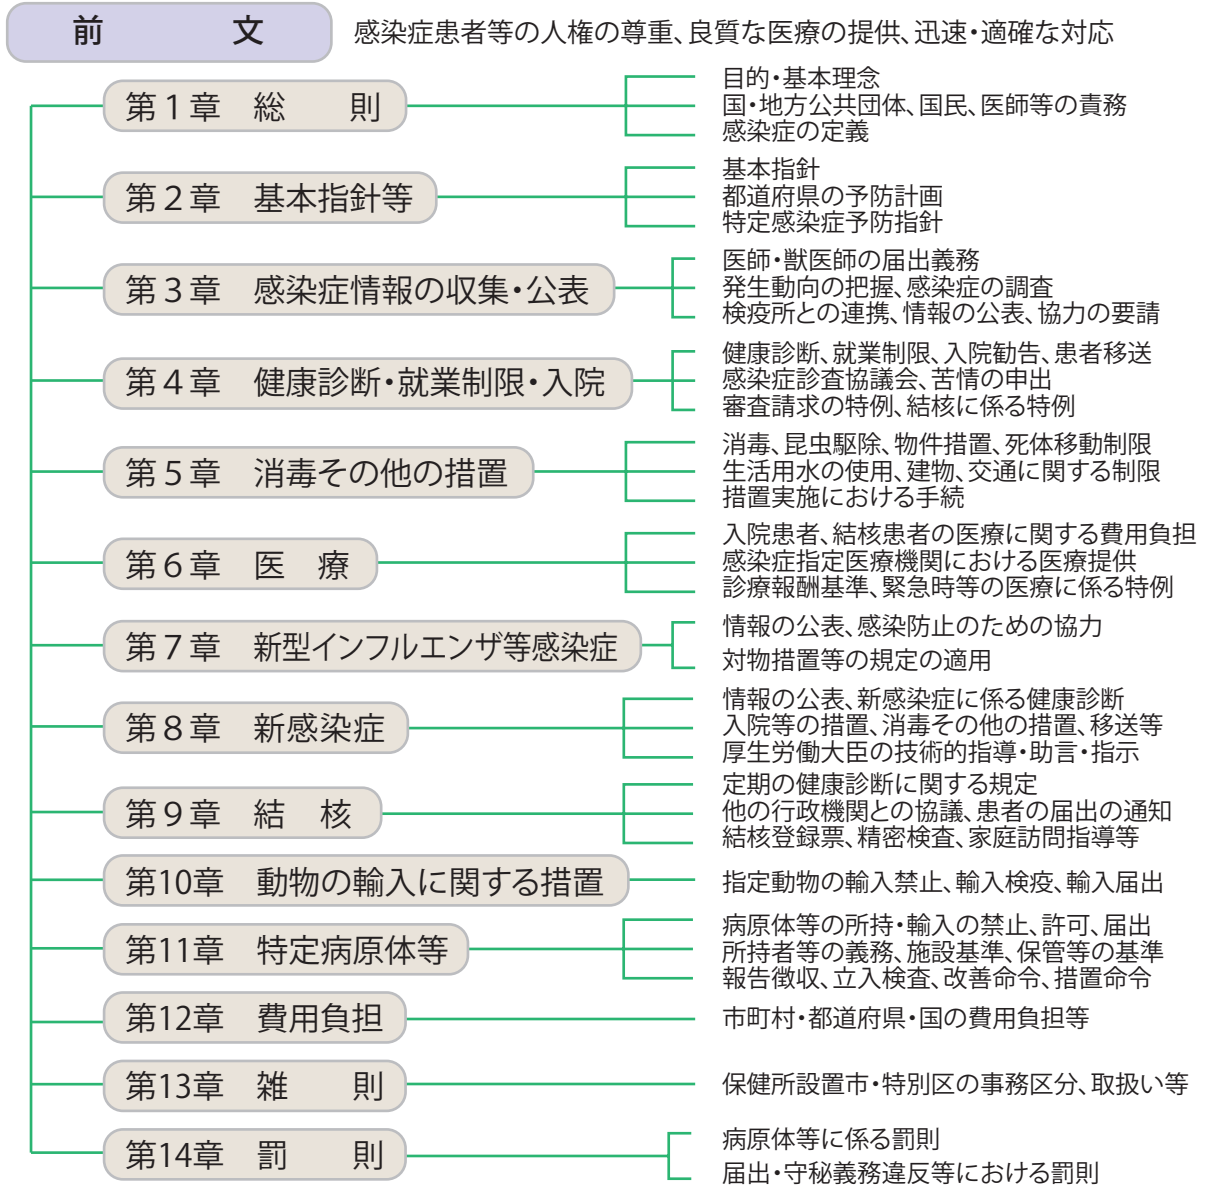 前　文
感染症患者等の人権の尊重、良質な医療の提供、迅速・適確な対応
第１章　総　則
目的・基本理念
国・地方公共団体、国民、医師等の責務
感染症の定義
第２章　基本指針等
基本指針
都道府県の予防計画
特定感染症予防指針
第３章　感染症情報の収集・公表
医師・獣医師の届出義務
発生動向の把握、感染症の調査
検疫所との連携、情報の公表、協力の要請
第４章　健康診断・就業制限・入院
健康診断、就業制限、入院勧告、患者移送
感染症診査協議会、苦情の申出
審査請求の特例、結核に係る特例
第５章　消毒その他の措置
消毒、昆虫駆除、物件措置、死体移動制限
生活用水の使用、建物、交通に関する制限
措置実施における手続
第６章　医　療
入院患者、結核患者の医療に関する費用負担
感染症指定医療機関における医療提供
診療報酬基準、緊急時等の医療に係る特例
第７章　新型インフルエンザ等感染症
情報の公表、感染防止のための協力
対物措置等の規定の適用
第８章　新感染症
情報の公表、新感染症に係る健康診断
入院等の措置、消毒その他の措置、移送等
厚生労働大臣の技術的指導・助言・指示
第９章　結　核
定期の健康診断に関する規定
他の行政機関との協議、患者の届出の通知
結核登録票、精密検査、家庭訪問指導等
第10章　動物の輸入に関する措置
指定動物の輸入禁止、輸入検疫、輸入届出
第11章　特定病原体等
病原体等の所持・輸入の禁止、許可、届出
所持者等の義務、施設基準、保管等の基準
報告徴収、立入検査、改善命令、措置命令
第12章　費用負担
市町村・都道府県・国の費用負担等
第13章　雑　則
保健所設置市・特別区の事務区分、取扱い等
第14章　罰　則
病原体等に係る罰則
届出・守秘義務違反等における罰則